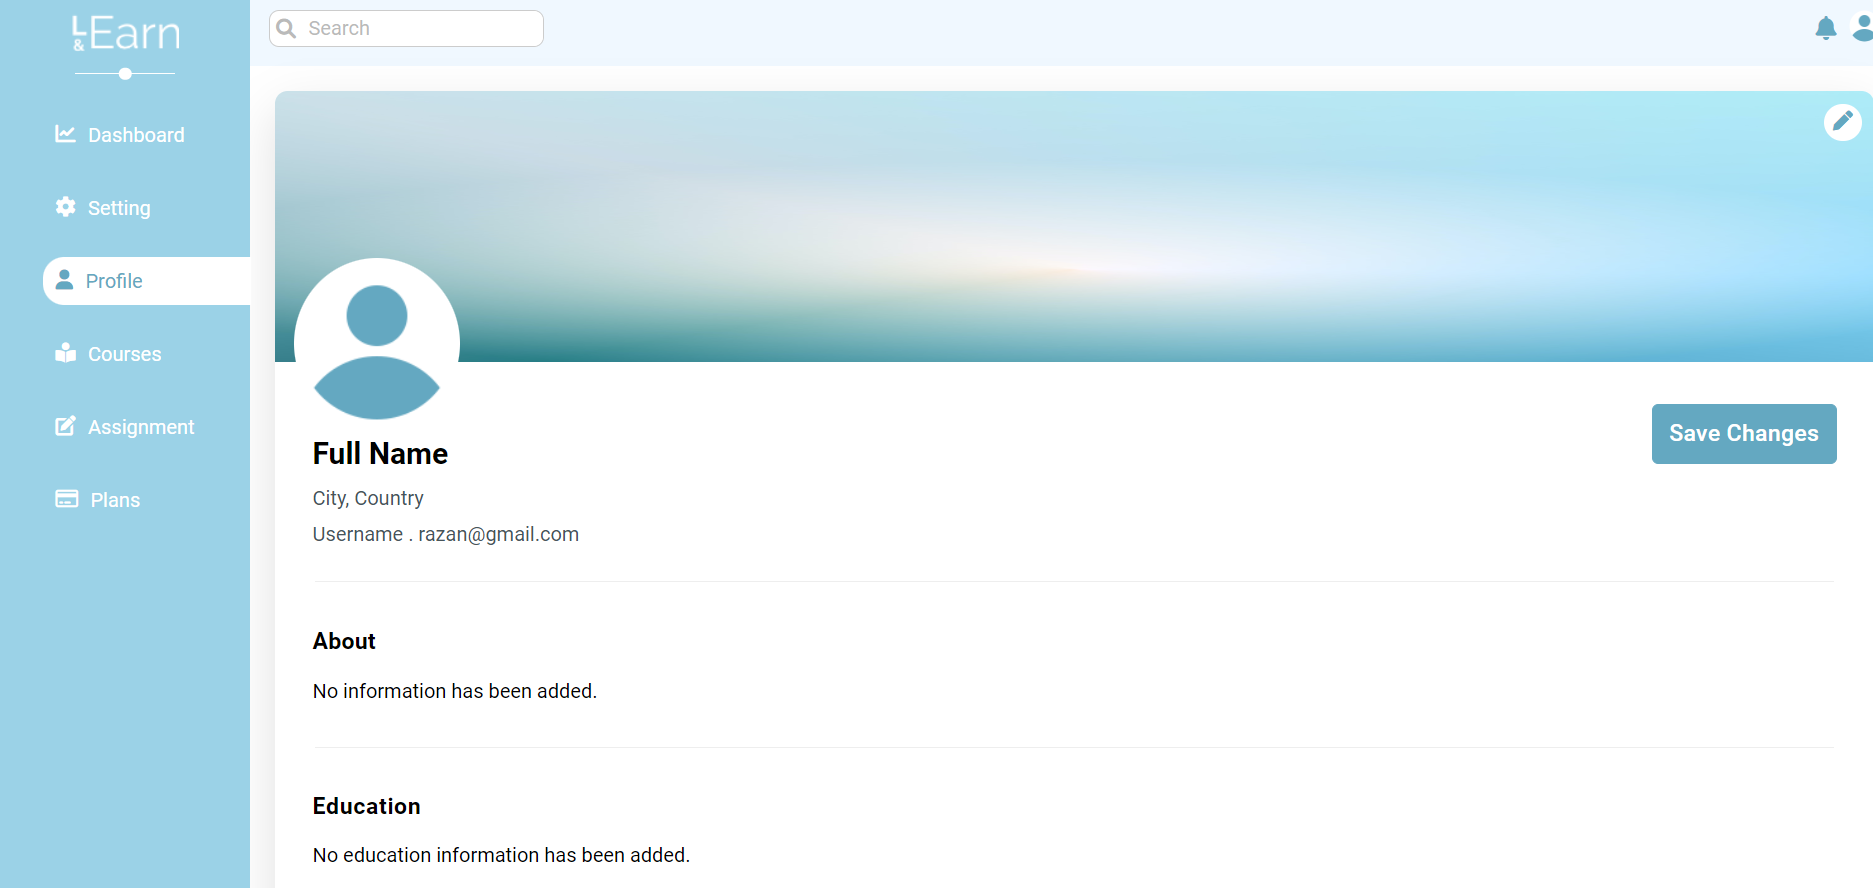 L&Earn
Search
Dashboard
Setting
Profile
Courses
Assignment
Plans
Full Name
Save Changes
City, Country
Username . razan@gmail.com
About
No information has been added.
Education
No education information has been added.